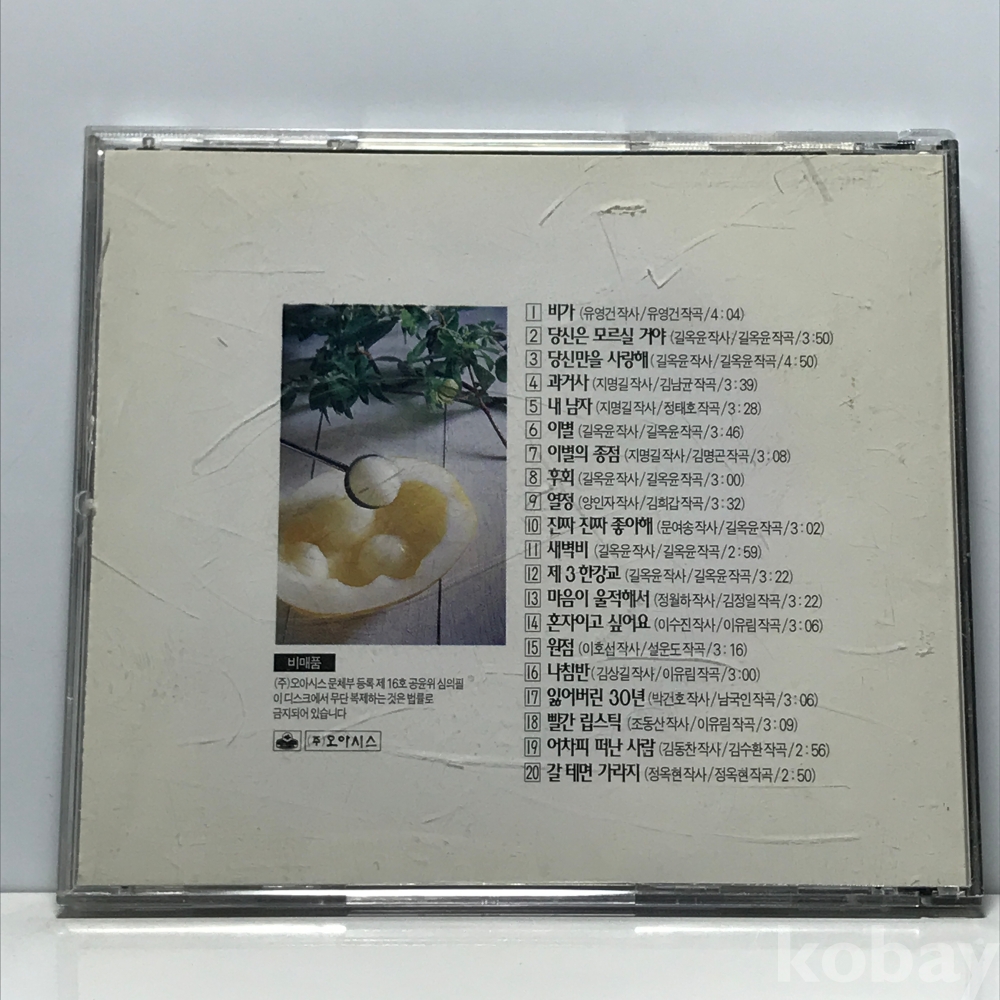 1 비가 (유영건 작사/유영건 작곡/4:04)
2 당신은 모르실 거야 (길옥윤 작사/길옥윤 작곡/3:50)
3 당신만을 사랑해 (길옥윤 작사/길옥윤 작곡/4:50)
4 과거사 (지명길 작사/김남균 작곡/3:39)
5 내 남자 (지명길 작사/정태호 작곡/3:28)
6 이별 (길옥윤 작사/길옥윤 작곡/3:46)
7 이별의 종점 (지명길 작사/김명곤 작곡/3:08)
8 후회 (길옥윤 작사/길옥윤 작곡/3:00)
9 열정 (양인자 작사/김희갑 작곡/3:32)
10 진짜 진짜 좋아해 (문여송 작사/길옥윤 작곡/3:02)
11 새벽비 (길옥윤 작사/길옥윤 작곡/2:59)
12 제 3 한강교 (길옥윤 작사/길옥윤 작곡/3:22)
13 마음이 울적해서 (정월하 작사/김정일 작곡/3:22)
14 혼자이고 싶어요 (이수진 작사/이유림 작곡/3:06)
15 원점 (이호섭 작사/설운도 작곡/3:16)
16 나침반 (김상길 작사/이유림 작곡/3:00)
17 잃어버린 30년 (박건호 작사/남국인 작곡/3:06)
18 빨간 립스틱 (조동산 작사/이유림 작곡/3:09)
19 어차피 떠난 사람 (김동찬 작사/김수환 작곡/2:56)
20 갈 테면 가라지 (정옥현 작사/정옥현 작곡/2:50)
비매품
(주)오아시스 문체부 등록 제 16호 공윤위 심의필
이 디스크에서 무단 복제하는 것은 법률로
금지되어 있습니다
(주)오아시스
kobay